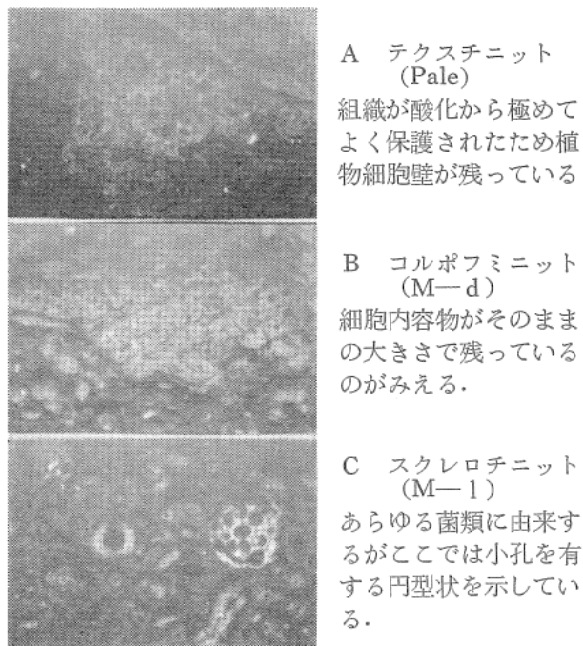 A テクスチニット
(Pale)
組織が酸化から極めて
よく保護されたため植
物細胞壁が残っている
B コルポフミニット
(M—d)
細胞内容物がそのまま
の大きさで残っている
のがみえる.
C スクレロチニット
(M—l)
あらゆる菌類に由来す
るがここでは小孔を有
する円型状を示してい
る.